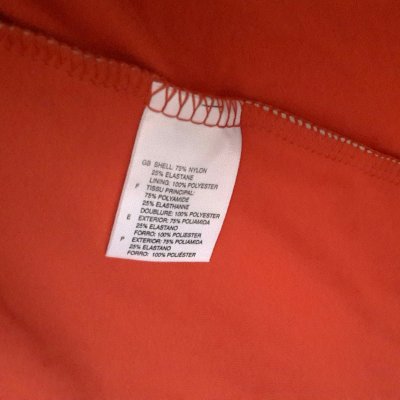 GB SHELL: 75% NYLON
25% ELASTANE
LINING: 100% POLYESTER
F TISSU PRINCIPAL:
75% POLYAMIDE
25% ELASTHANNE
DOUBLURE: 100% POLYESTER
E EXTERIOR: 75% POLIAMIDA
25% ELASTANO
FORRO: 100% POLIÉSTER
P EXTERIOR: 75% POLIAMIDA
25% ELASTANO
FORRO: 100% POLIÉSTER